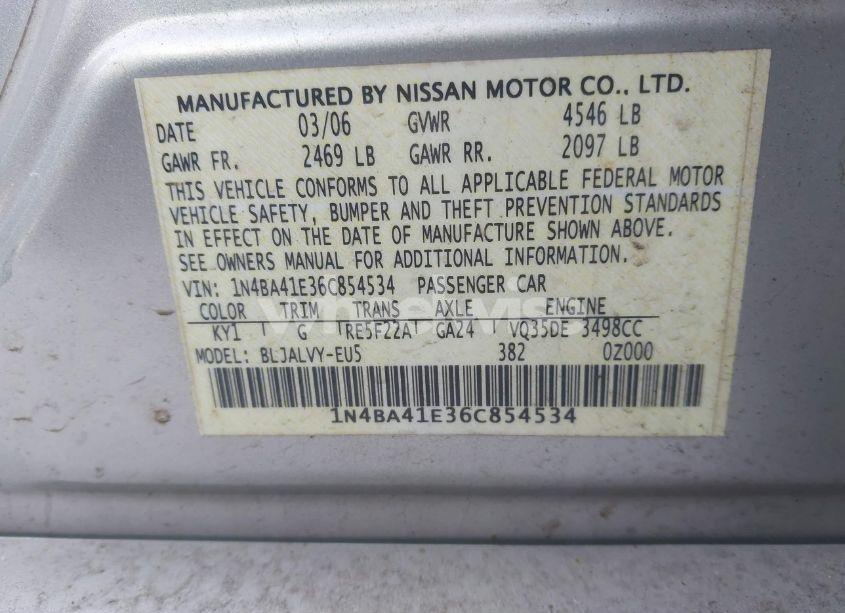 MANUFACTURED BY NISSAN MOTOR CO., LTD.
DATE 03/06 GVWR 4546 LB
GAWR FR. 2469 LB GAWR RR. 2097 LB
THIS VEHICLE CONFORMS TO ALL APPLICABLE FEDERAL MOTOR
VEHICLE SAFETY, BUMPER AND THEFT PREVENTION STANDARDS
IN EFFECT ON THE DATE OF MANUFACTURE SHOWN ABOVE.
SEE OWNERS MANUAL FOR ADDITIONAL INFORMATION.
VIN: 1N4BA41E36C854534 PASSENGER CAR
COLOR TRIM TRANS AXLE ENGINE
KY1 G RE5F22A GA24 VQ35DE 3498CC
MODEL: BLJALVY-EU5 382 0Z000
1N4BA41E36C854534